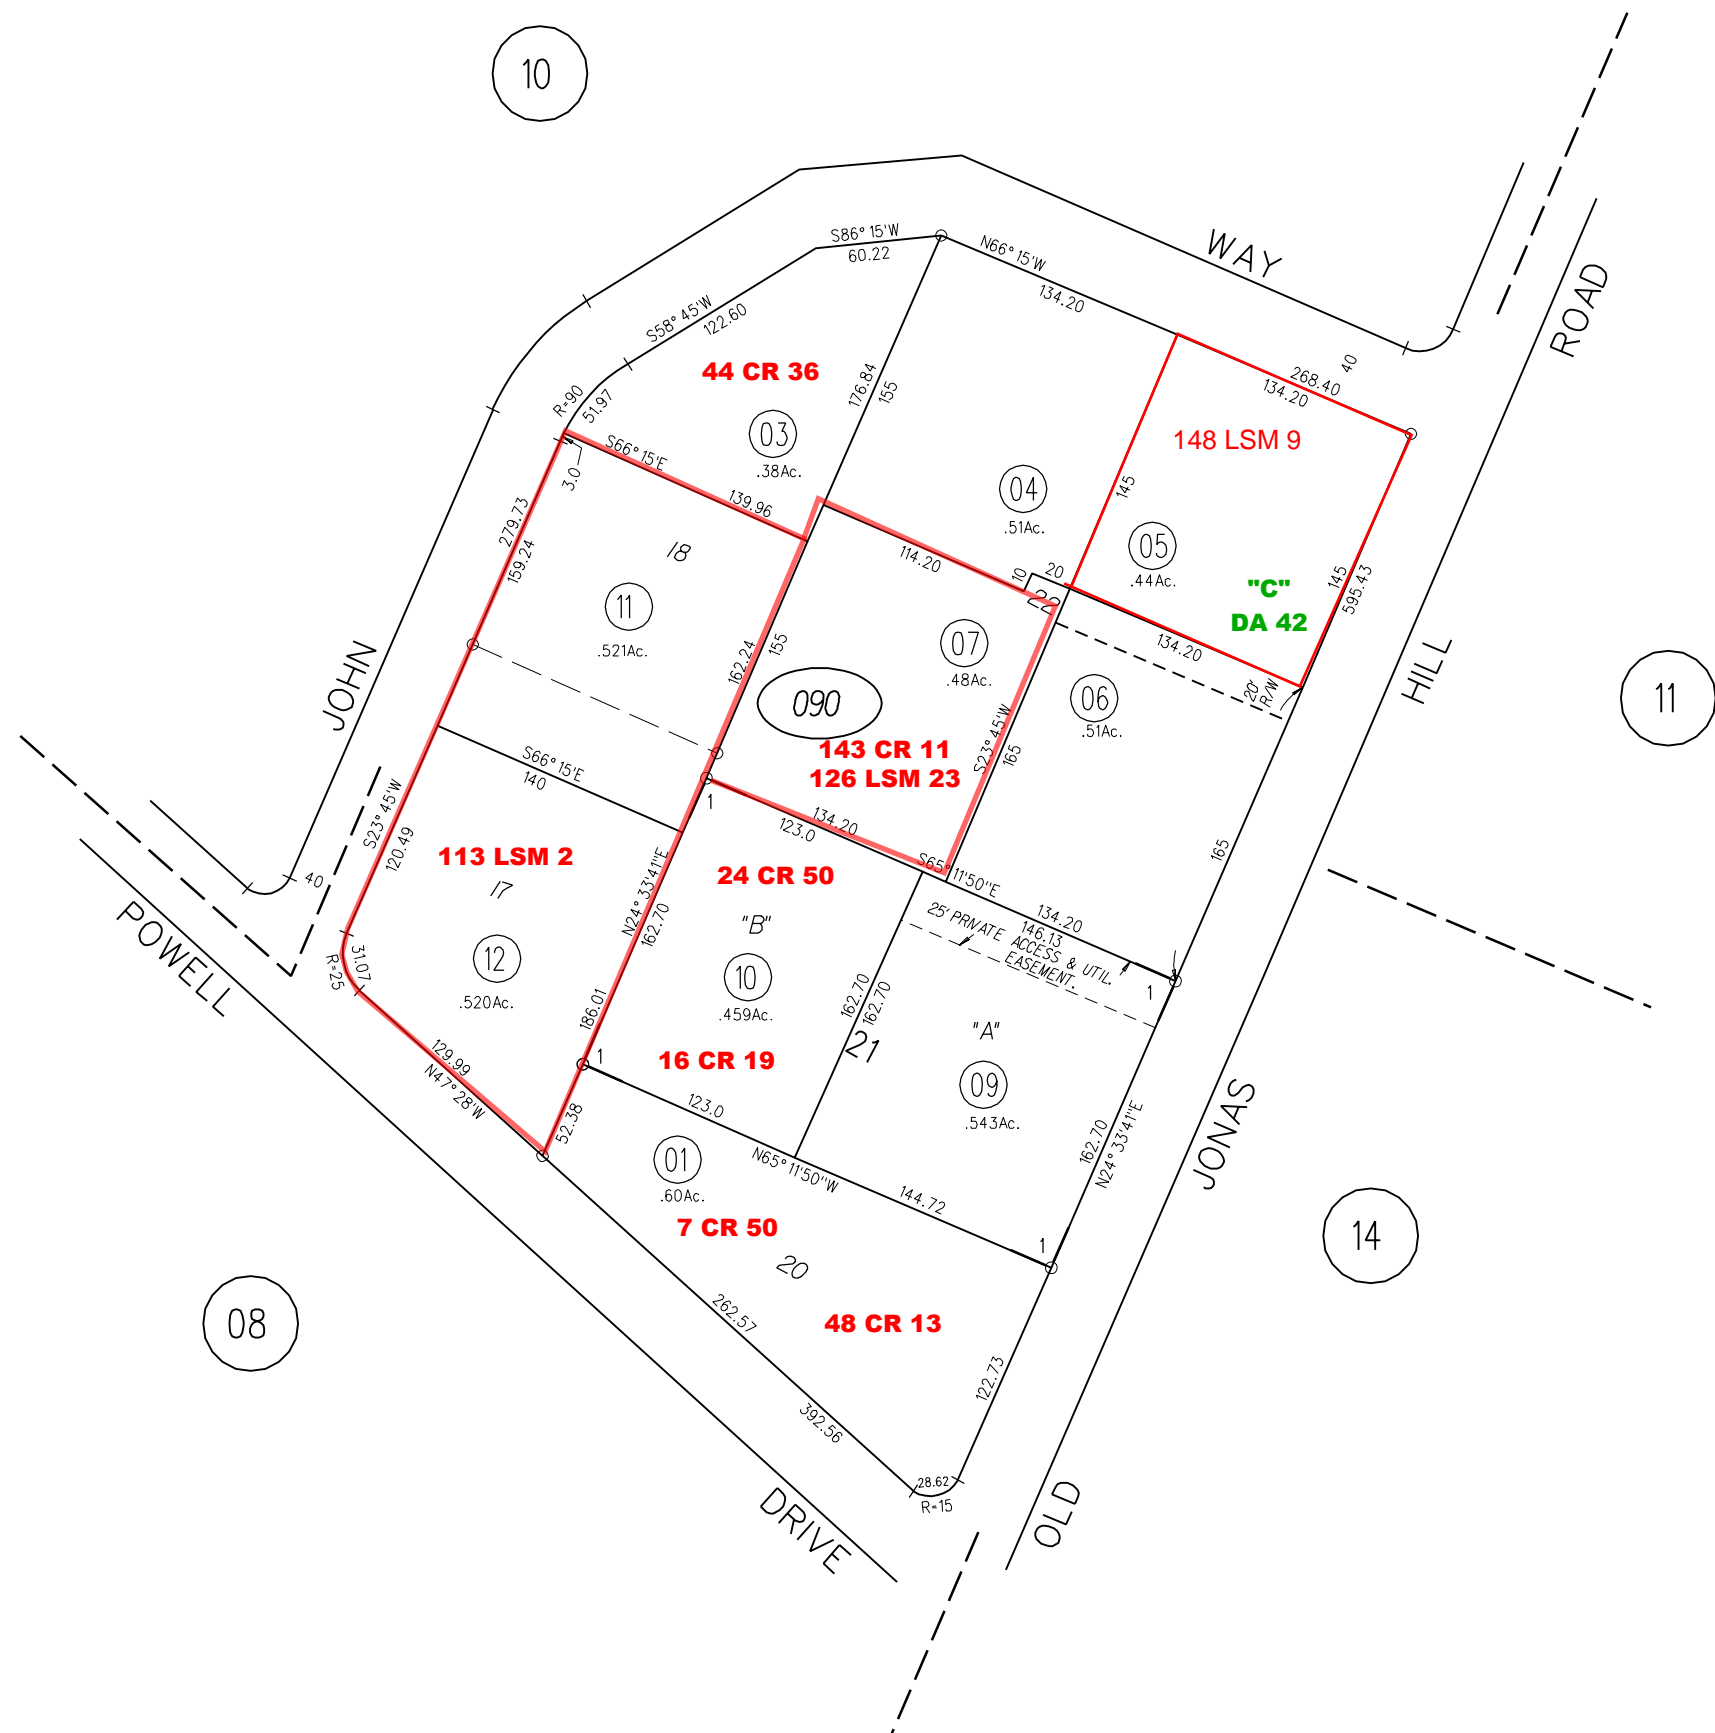 10
WAY
ROAD
HILL
JONAS
OLD
JOHN
POWELL
DRIVE
11
14
08
S86° 15'W
60.22
N66° 15'W
134.20
S58° 45'W
122.60
44 CR 36
03
.38Ac.
176.84
155
R=90
51.97
3.0
S66° 15'E
139.96
268.40
134.20
40
148 LSM 9
145
04
.51Ac.
05
.44Ac.
"C"
DA 42
145
595.43
279.73
159.24
18
11
.521Ac.
114.20
10
20
22
134.20
20'
R/W
162.24
155
07
.48Ac.
06
.51Ac.
090
143 CR 11
126 LSM 23
S23° 45'W
165
165
S66° 15'E
140
1
134.20
123.0
S23° 45'W
120.49
113 LSM 2
17
12
.520Ac.
40
31.07
R=25
N24° 33'41"E
162.70
24 CR 50
"B"
10
.459Ac.
16 CR 19
S65° 11'50"E
134.20
146.13
25' PRIVATE
ACCESS & UTIL.
EASEMENT.
1
162.70
162.70
21
"A"
09
.543Ac.
186.01
1
129.99
N47° 28'W
52.38
123.0
N65° 11'50"W
144.72
1
162.70
N24° 33'41"E
01
.60Ac.
7 CR 50
20
48 CR 13
262.57
392.56
122.73
28.62
R=15